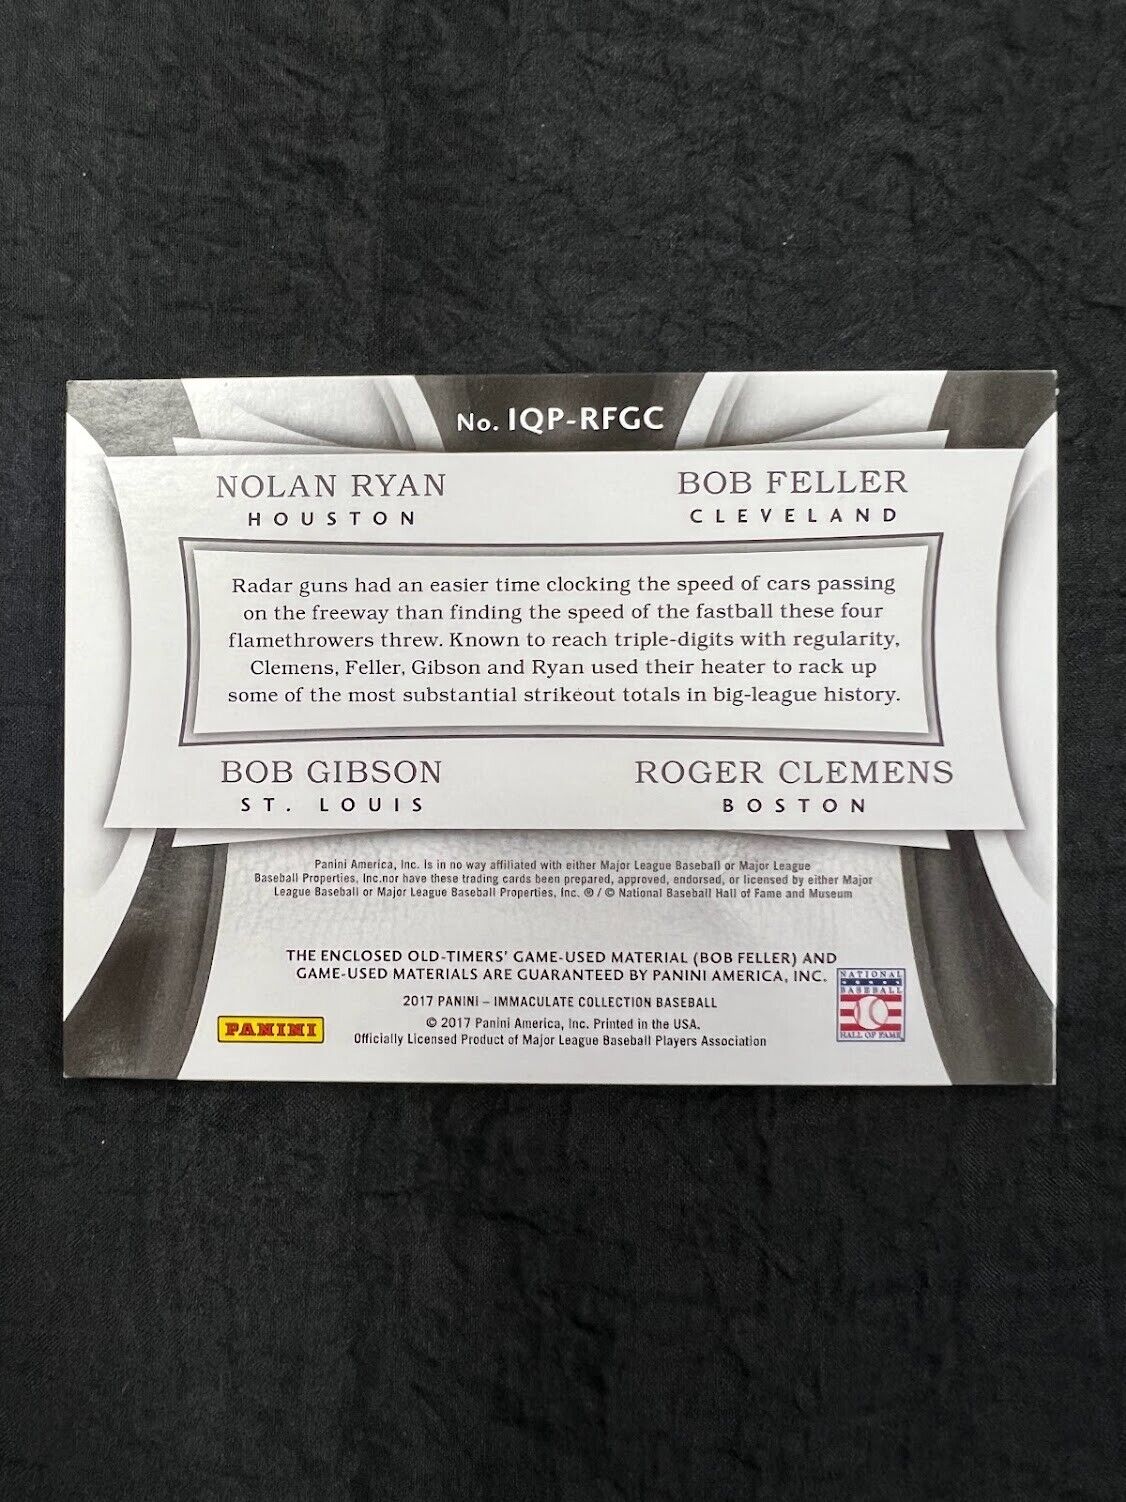 No. IQP-RFGC
NOLAN RYAN
HOUSTON
BOB FELLER
CLEVELAND
Radar guns had an easier time clocking the speed of cars passing
on the freeway than finding the speed of the fastball these four
flamethrowers threw. Known to reach triple-digits with regularity,
Clemens, Feller, Gibson and Ryan used their heater to rack up
some of the most substantial strikeout totals in big-league history.
BOB GIBSON
ST. LOUIS
ROGER CLEMENS
BOSTON
Panini America, Inc. Is in no way affiliated with either Major League Baseball or Major League
Baseball Properties, Inc.nor have these trading cards been prepared, approved, endorsed, or licensed by either Major
League Baseball or Major League Baseball Properties, Inc. ® / © National Baseball Hall of Fame and Museum
THE ENCLOSED OLD-TIMERS' GAME-USED MATERIAL (BOB FELLER) AND
GAME-USED MATERIALS ARE GUARANTEED BY PANINI AMERICA, INC.
2017 PANINI – IMMACULATE COLLECTION BASEBALL
© 2017 Panini America, Inc. Printed in the USA.
Officially Licensed Product of Major League Baseball Players Association
PANINI
NATIONAL
BASEBALL
HALL OF FAME